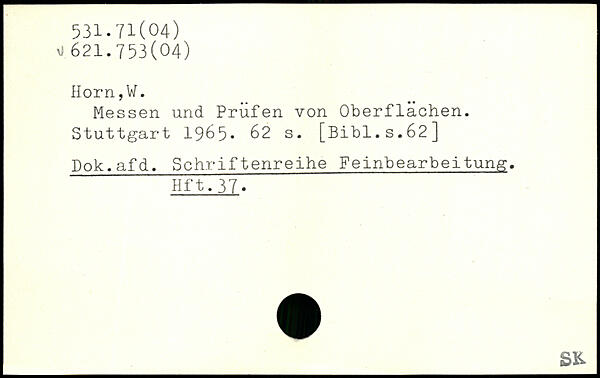 531.71(04)
v 621.753(04)
Horn,W.
Messen und Prüfen von Oberflächen.
Stuttgart 1965. 62 s. [Bibl.s.62]
Dok.afd. Schriftenreihe Feinbearbeitung.
Hft.37.
SK